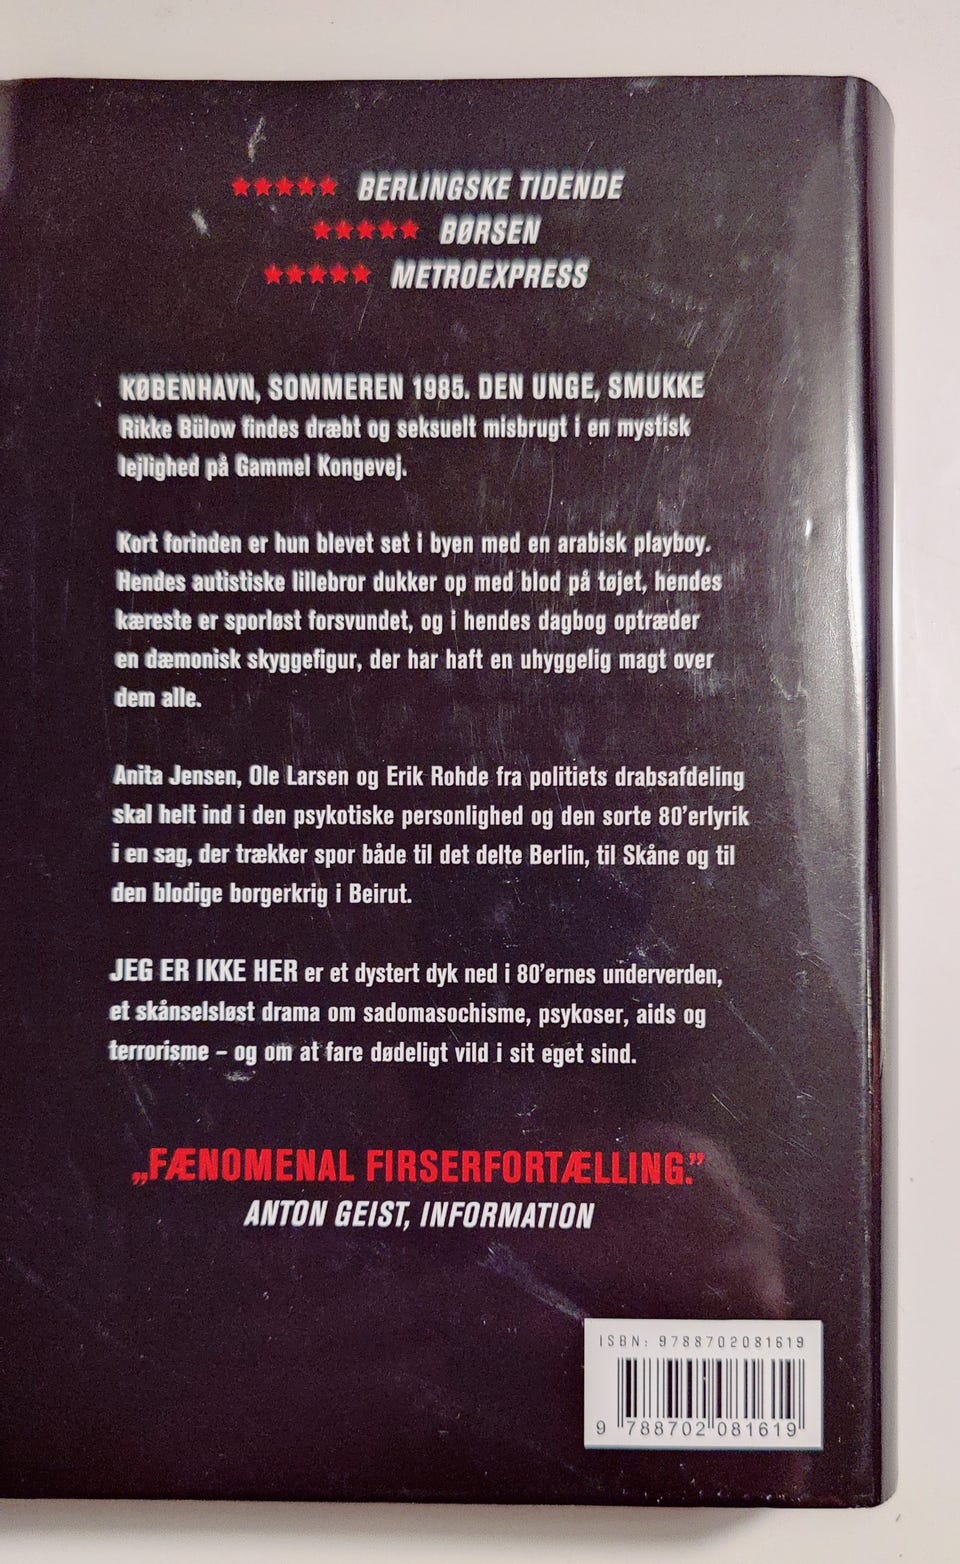 ★★★★★ BERLINGSKE TIDENDE
★★★★★ BØRSEN
★★★★★ METROEXPRESS
KØBENHAVN, SOMMEREN 1985. DEN UNGE, SMUKKE
Rikke Bülow findes dræbt og seksuelt misbrugt i en mystisk
lejlighed på Gammel Kongevej.
Kort forinden er hun blevet set i byen med en arabisk playboy.
Hendes autistiske lillebror dukker op med blod på tøjet, hendes
kæreste er sporløst forsvundet, og i hendes dagbog optræder
en dæmonisk skyggefigur, der har haft en uhyggelig magt over
dem alle.
Anita Jensen, Ole Larsen og Erik Rohde fra politiets drabsafdeling
skal helt ind i den psykotiske personlighed og den sorte 80'erlyrik
i en sag, der trækker spor både til det delte Berlin, til Skåne og til
den blodige borgerkrig i Beirut.
JEG ER IKKE HER er et dystert dyk ned i 80'ernes underverden,
et skånselsløst drama om sadomasochisme, psykoser, aids og
terrorisme – og om at fare dødeligt vild i sit eget sind.
„FÆNOMENAL FIRSERFORTÆLLING.”
ANTON GEIST, INFORMATION
ISBN: 9788702081619
9 788702 081619